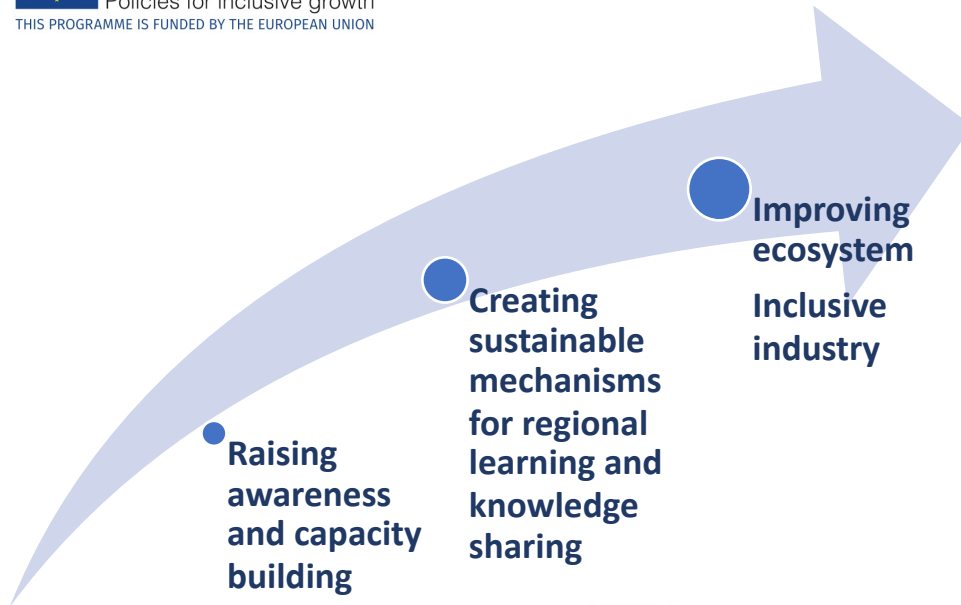 Policies for inclusive growth
THIS PROGRAMME IS FUNDED BY THE EUROPEAN UNION
Improving
ecosystem
Inclusive
industry
Creating
sustainable
mechanisms
for regional
learning and
knowledge
sharing
Raising
awareness
and capacity
building